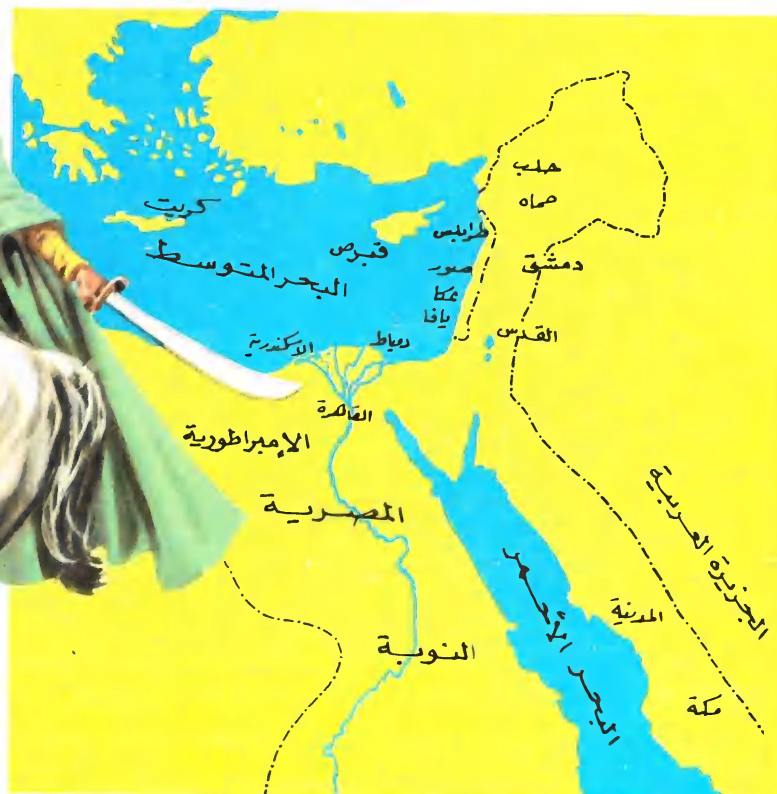 حلب
حماه
كريت
قبرص
طرابلس
البحر المتوسط
صور
دمشق
عكا
يافا
القدس
الاسكندرية
دمياط
القاهرة
الإمبراطورية
المصرية
الجزيرة العربية
البحر الأحمر
المدينة
النوبة
مكة